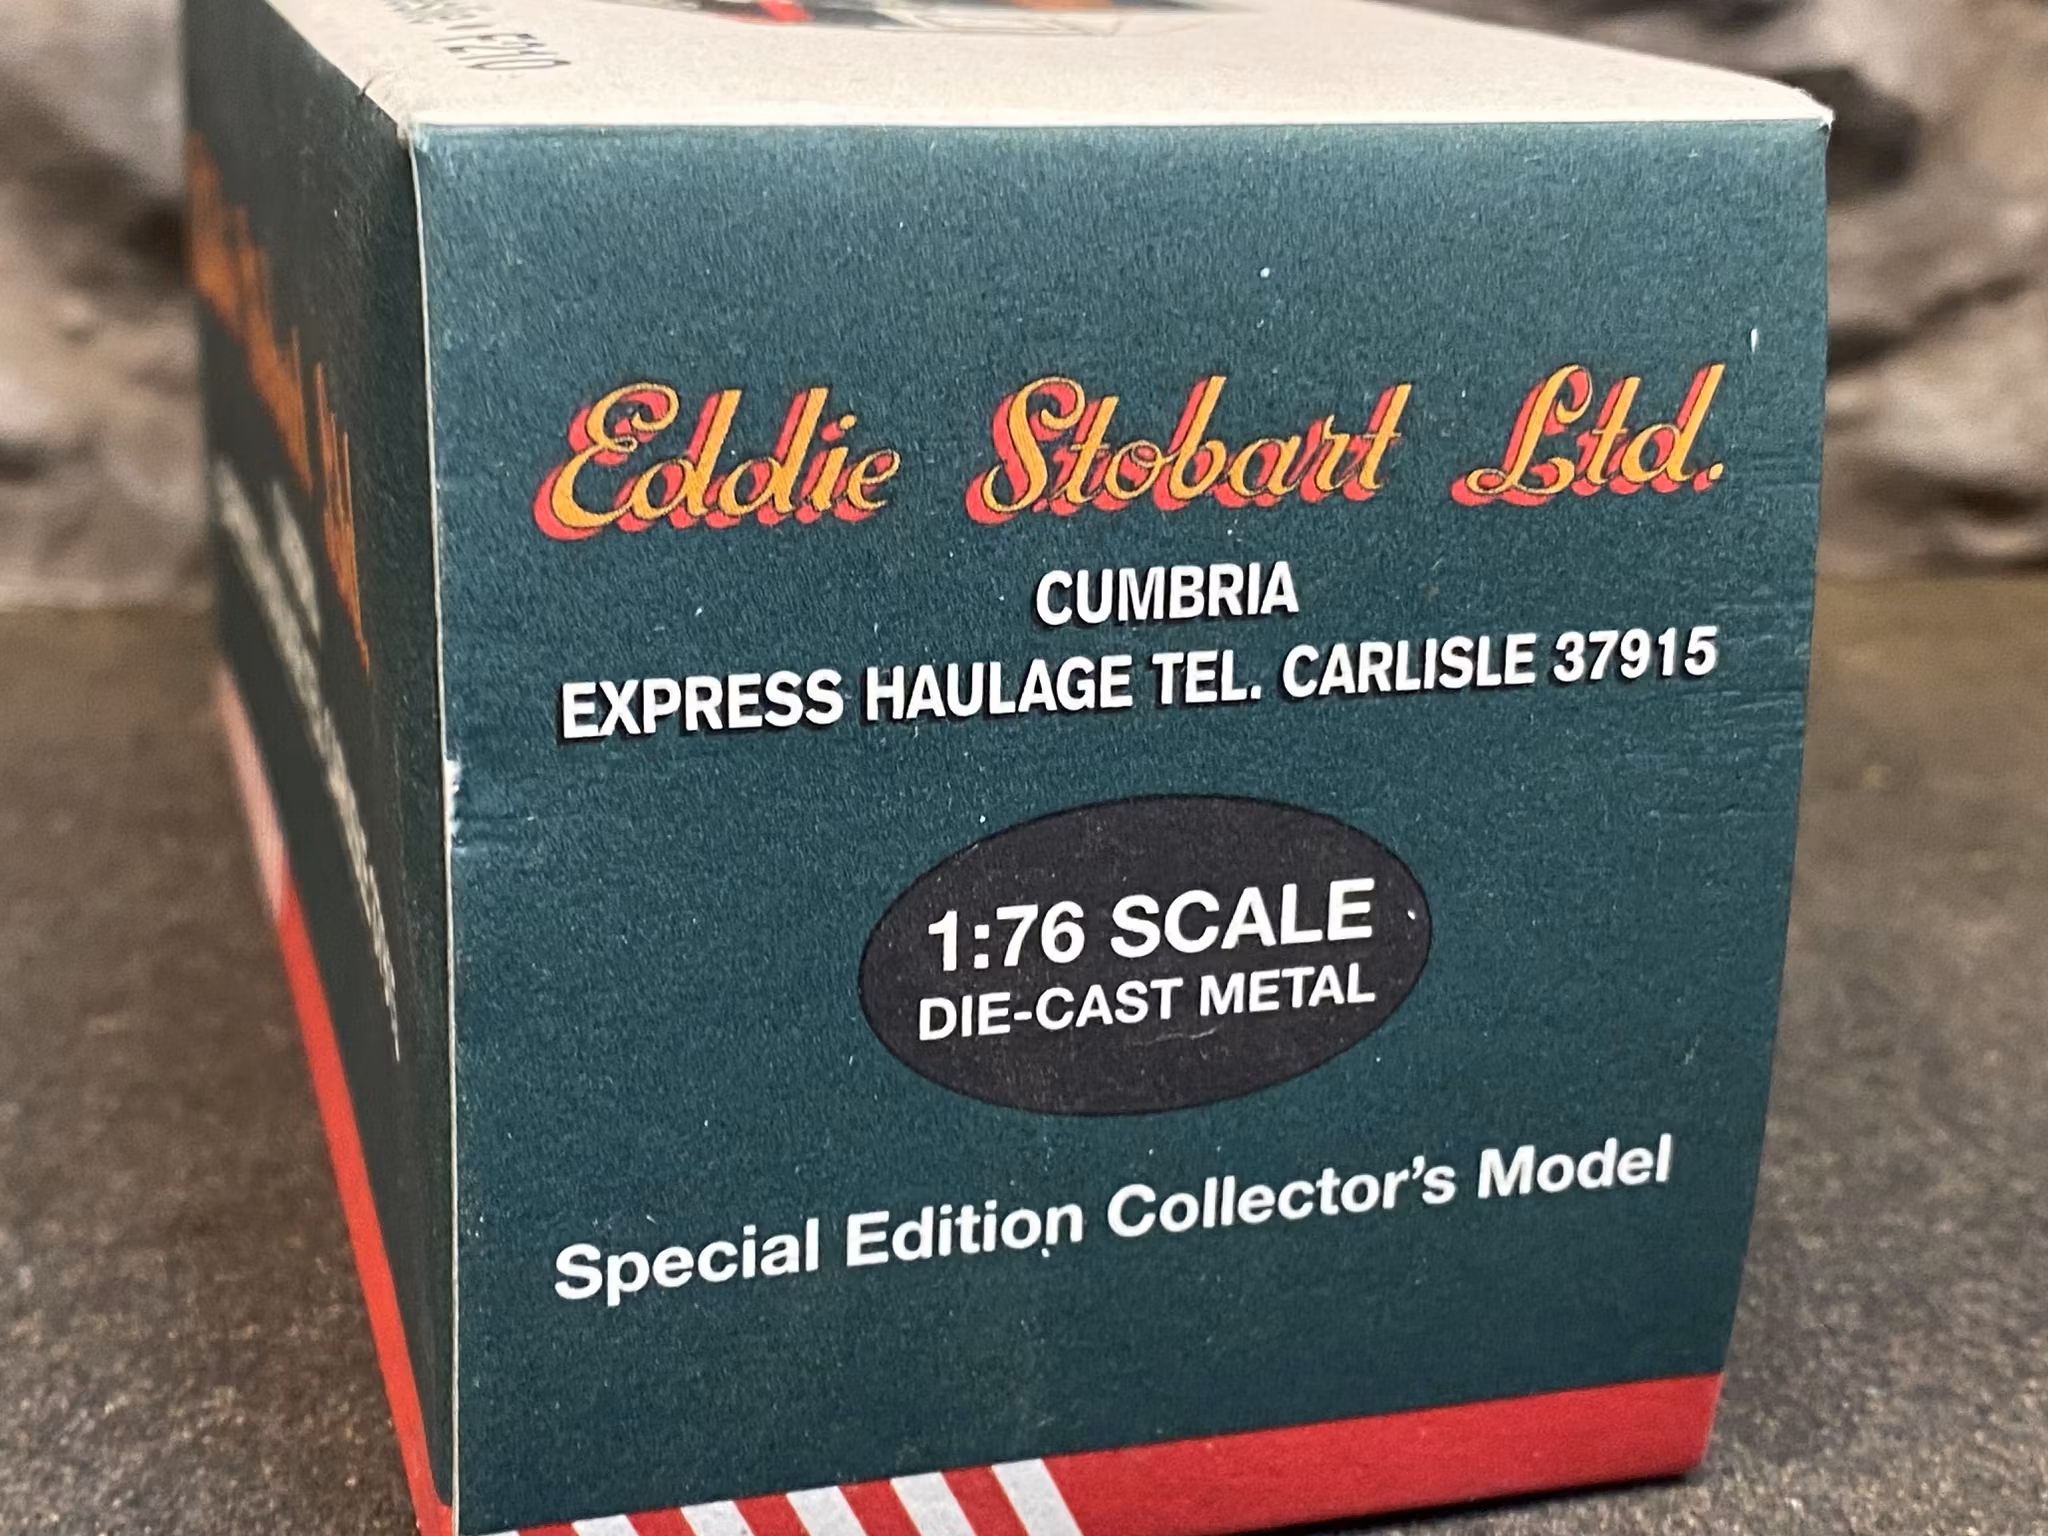 Eddie Stobart Ltd.
CUMBRIA
EXPRESS HAULAGE TEL. CARLISLE 37915
1:76 SCALE
DIE-CAST METAL
Special Edition Collector's Model